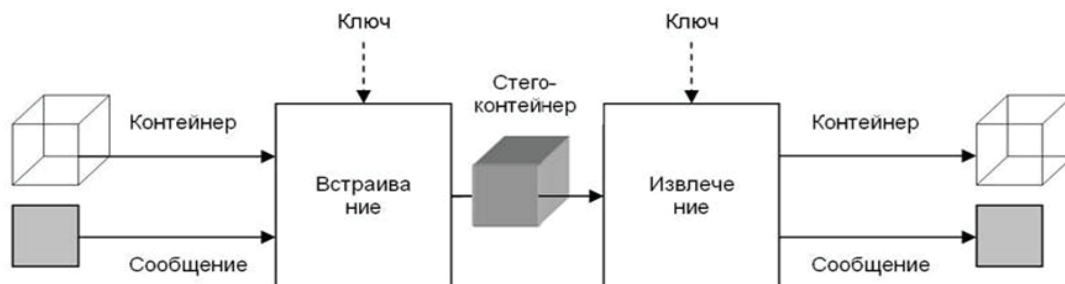 Ключ
Ключ
Стего-
контейнер
Контейнер
Контейнер
Встраива
ние
Извлече
ние
Сообщение
Сообщение